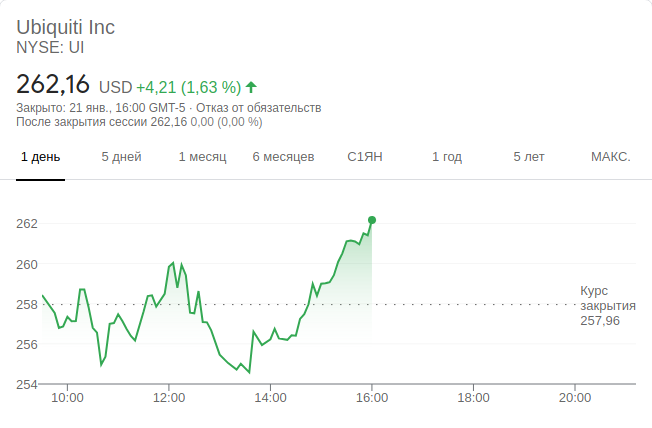 Ubiquiti Inc
NYSE: UI
262,16 USD +4,21 (1,63 %)
Закрыто: 21 янв., 16:00 GMT-5 · Отказ от обязательств
После закрытия сессии 262,16 0,00 (0,00 %)
1 день 5 дней 1 месяц 6 месяцев С1ЯН 1 год 5 лет МАКС.
262
260
258
256
254
Курс
закрытия
257,96
10:00 12:00 14:00 16:00 18:00 20:00